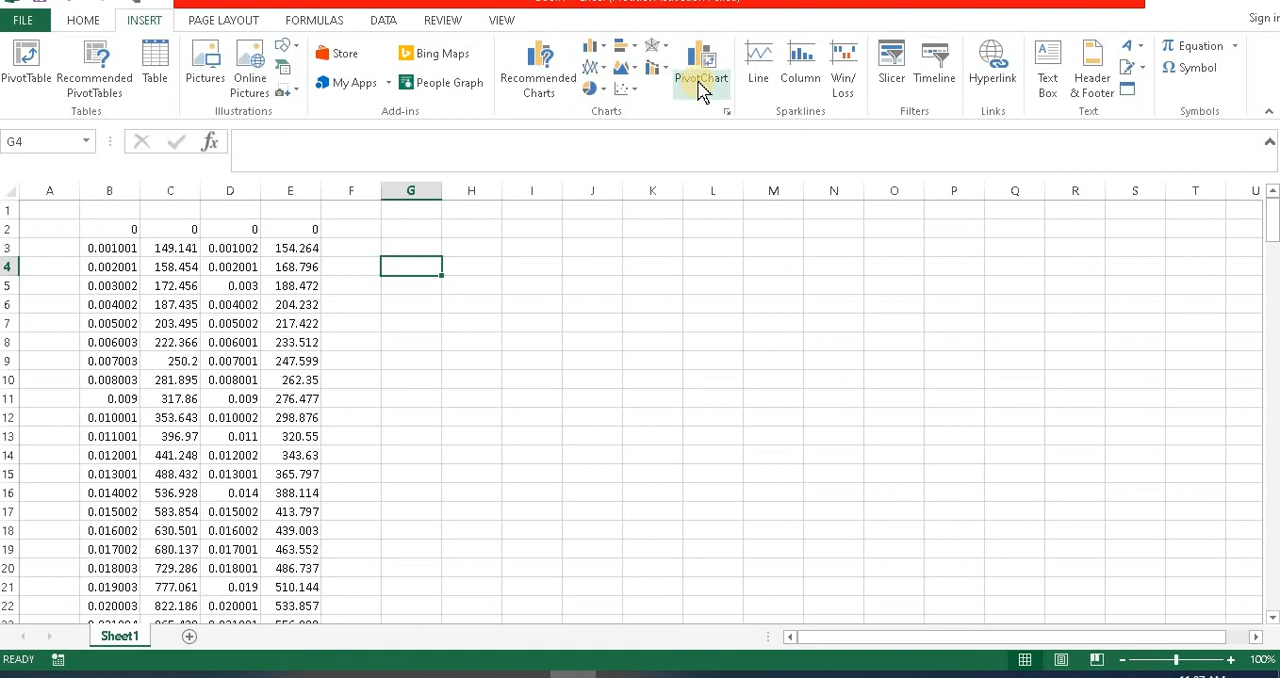 FILE HOME INSERT PAGE LAYOUT FORMULAS DATA REVIEW VIEW
PivotTable
Recommended
PivotTables
Table
Tables
Pictures
Online
Pictures
Illustrations
Store
My Apps
Bing Maps
People Graph
Add-ins
Recommended
Charts
PivotChart
Charts
Line
Column
Win/
Loss
Sparklines
Slicer
Timeline
Filters
Hyperlink
Links
Text
Box
Header
& Footer
Text
π Equation
Ω Symbol
Symbols
G4 fx
A B C D E F G H I J K L M N O P Q R S T U
1
2 0 0 0 0
3 0.001001 149.141 0.001002 154.264
4 0.002001 158.454 0.002001 168.796
5 0.003002 172.456 0.003 188.472
6 0.004002 187.435 0.004002 204.232
7 0.005002 203.495 0.005002 217.422
8 0.006003 222.366 0.006001 233.512
9 0.007003 250.2 0.007001 247.599
10 0.008003 281.895 0.008001 262.35
11 0.009 317.86 0.009 276.477
12 0.010001 353.643 0.010002 298.876
13 0.011001 396.97 0.011 320.55
14 0.012001 441.248 0.012002 343.63
15 0.013001 488.432 0.013001 365.797
16 0.014002 536.928 0.014 388.114
17 0.015002 583.854 0.015002 413.797
18 0.016002 630.501 0.016002 439.003
19 0.017002 680.137 0.017001 463.552
20 0.018003 729.286 0.018001 486.737
21 0.019003 777.061 0.019 510.144
22 0.020003 822.186 0.020001 533.857
Sheet1
READY 100%